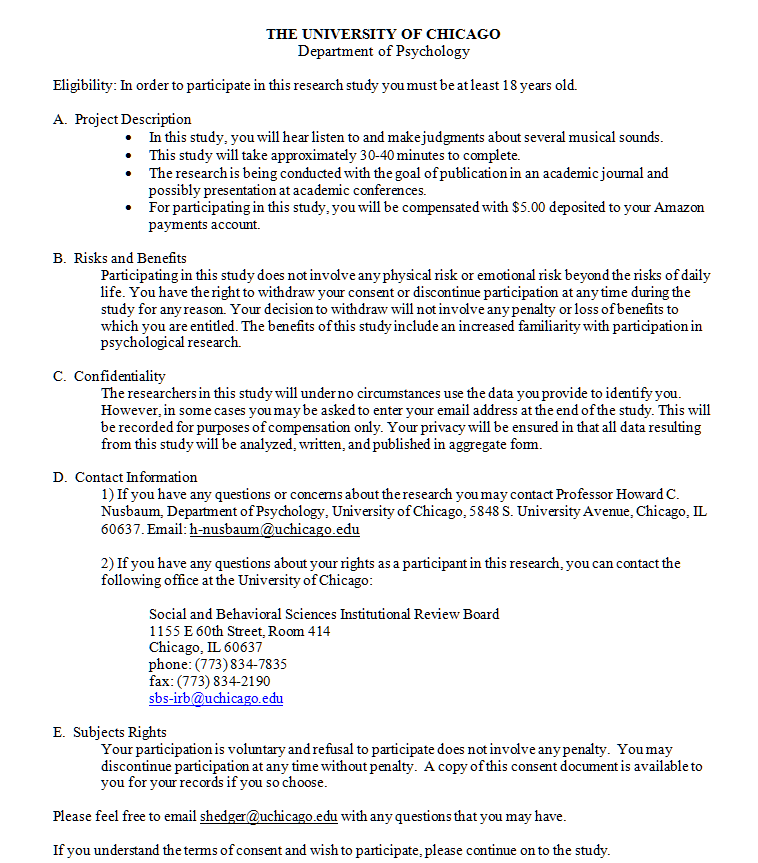 THE UNIVERSITY OF CHICAGO
Department of Psychology
Eligibility: In order to participate in this research study you must be at least 18 years old.
A. Project Description
• In this study, you will hear listen to and make judgments about several musical sounds.
• This study will take approximately 30-40 minutes to complete.
• The research is being conducted with the goal of publication in an academic journal and
possibly presentation at academic conferences.
• For participating in this study, you will be compensated with $5.00 deposited to your Amazon
payments account.
B. Risks and Benefits
Participating in this study does not involve any physical risk or emotional risk beyond the risks of daily
life. You have the right to withdraw your consent or discontinue participation at any time during the
study for any reason. Your decision to withdraw will not involve any penalty or loss of benefits to
which you are entitled. The benefits of this study include an increased familiarity with participation in
psychological research.
C. Confidentiality
The researchers in this study will under no circumstances use the data you provide to identify you.
However, in some cases you may be asked to enter your email address at the end of the study. This will
be recorded for purposes of compensation only. Your privacy will be ensured in that all data resulting
from this study will be analyzed, written, and published in aggregate form.
D. Contact Information
1) If you have any questions or concerns about the research you may contact Professor Howard C.
Nusbaum, Department of Psychology, University of Chicago, 5848 S. University Avenue, Chicago, IL
60637. Email: h-nusbaum@uchicago.edu
2) If you have any questions about your rights as a participant in this research, you can contact the
following office at the University of Chicago:
Social and Behavioral Sciences Institutional Review Board
1155 E 60th Street, Room 414
Chicago, IL 60637
phone: (773) 834-7835
fax: (773) 834-2190
sbs-irb@uchicago.edu
E. Subjects Rights
Your participation is voluntary and refusal to participate does not involve any penalty. You may
discontinue participation at any time without penalty. A copy of this consent document is available to
you for your records if you so choose.
Please feel free to email shedger@uchicago.edu with any questions that you may have.
If you understand the terms of consent and wish to participate, please continue on to the study.